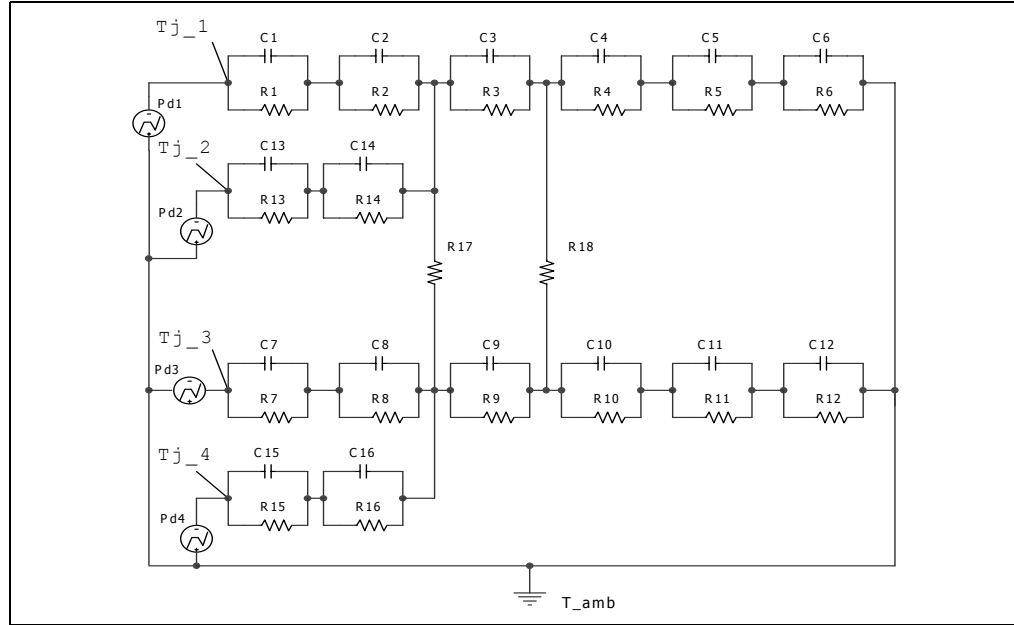 Tj_1
C1 C2 C3 C4 C5 C6
R1 R2 R3 R4 R5 R6
Pd1
Tj_2
C13 C14
R13 R14
Pd2
R17 R18
Tj_3
C7 C8 C9 C10 C11 C12
Pd3
R7 R8 R9 R10 R11 R12
Tj_4
C15 C16
R15 R16
Pd4
T_amb